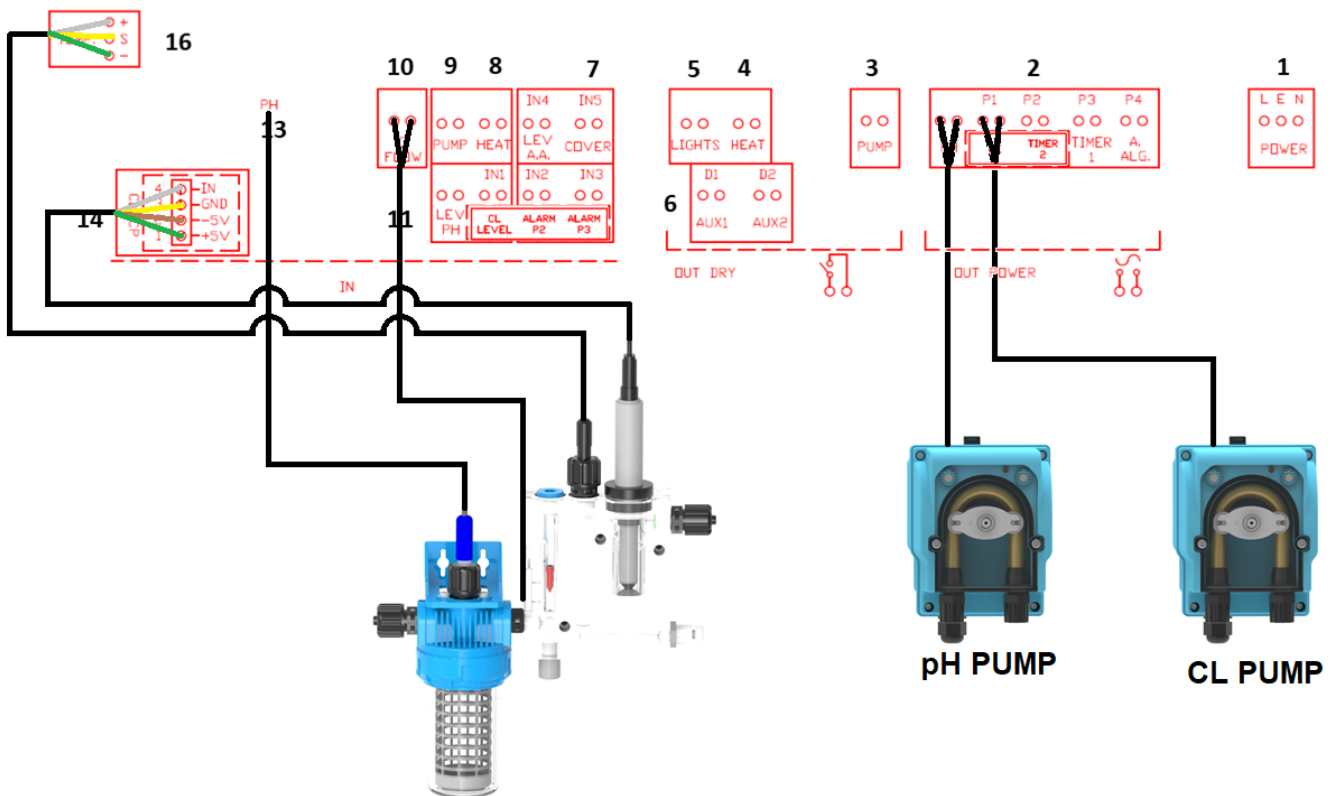 +
S
-
16
10
9
8
7
5
4
3
2
1
IN4 IN5
P1 P2 P3 P4
L E N
PH
13
FLOW
PUMP
HEAT
LEV
A.A.
COVER
LIGHTS
HEAT
PUMP
TIMER
2
TIMER
1
A.
ALG.
POWER
4
IN
GND
-5V
1
+5V
14
11
IN1
IN2
IN3
LEV
PH
CL
LEVEL
ALARM
P2
ALARM
P3
6
D1
D2
AUX1
AUX2
IN
OUT DRY
OUT POWER
pH PUMP
CL PUMP